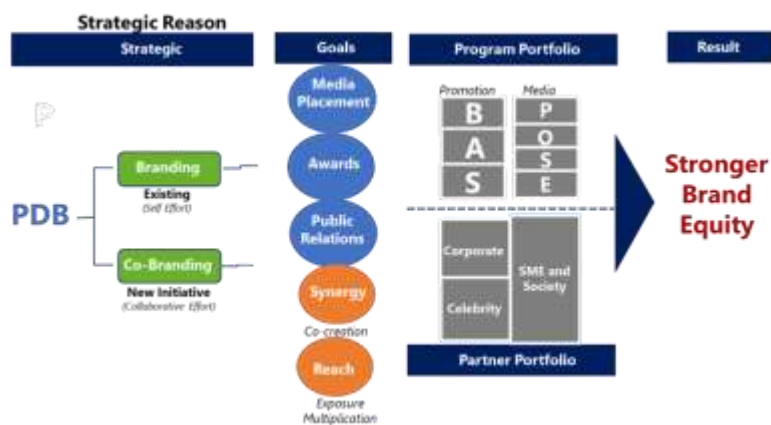 Strategic Reason
Strategic
Goals
Program Portfolio
Result
P
PDB
Branding
Existing
(Self Effort)
Co-Branding
New Initiative
(Collaborative Effort)
Media
Placement
Awards
Public
Relations
Synergy
Co-creation
Reach
Exposure
Multiplication
Promotion
B
A
S
Media
P
O
S
E
Corporate
Celebrity
SME and
Society
Partner Portfolio
Stronger
Brand
Equity